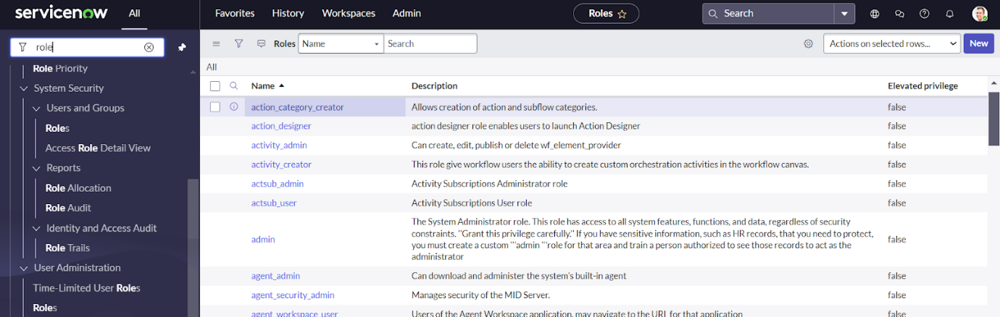 servicenow All Favorites History Workspaces Admin Roles Search
role
Roles Name Search Actions on selected rows... New
Role Priority
System Security
Users and Groups
Roles
Access Role Detail View
Reports
Role Allocation
Role Audit
Identity and Access Audit
Role Trails
User Administration
Time-Limited User Roles
Roles
All
Name Description Elevated privilege
action_category_creator Allows creation of action and subflow categories. false
action_designer action designer role enables users to launch Action Designer false
activity_admin Can create, edit, publish or delete wf_element_provider false
activity_creator This role give workflow users the ability to create custom orchestration activities in the workflow canvas. false
actsub_admin Activity Subscriptions Administrator role false
actsub_user Activity Subscriptions User role false
The System Administrator role. This role has access to all system features, functions, and data, regardless of security
constraints. "Grant this privilege carefully." If you have sensitive information, such as HR records, that you need to protect,
admin you must create a custom '"admin "'role for that area and train a person authorized to see those records to act as the false
administrator
agent_admin Can download and administer the system's built-in agent false
agent_security_admin Manages security of the MID Server. false
agent_workspace_user Users of the Agent Workspace application, may navigate to the URL for that application false